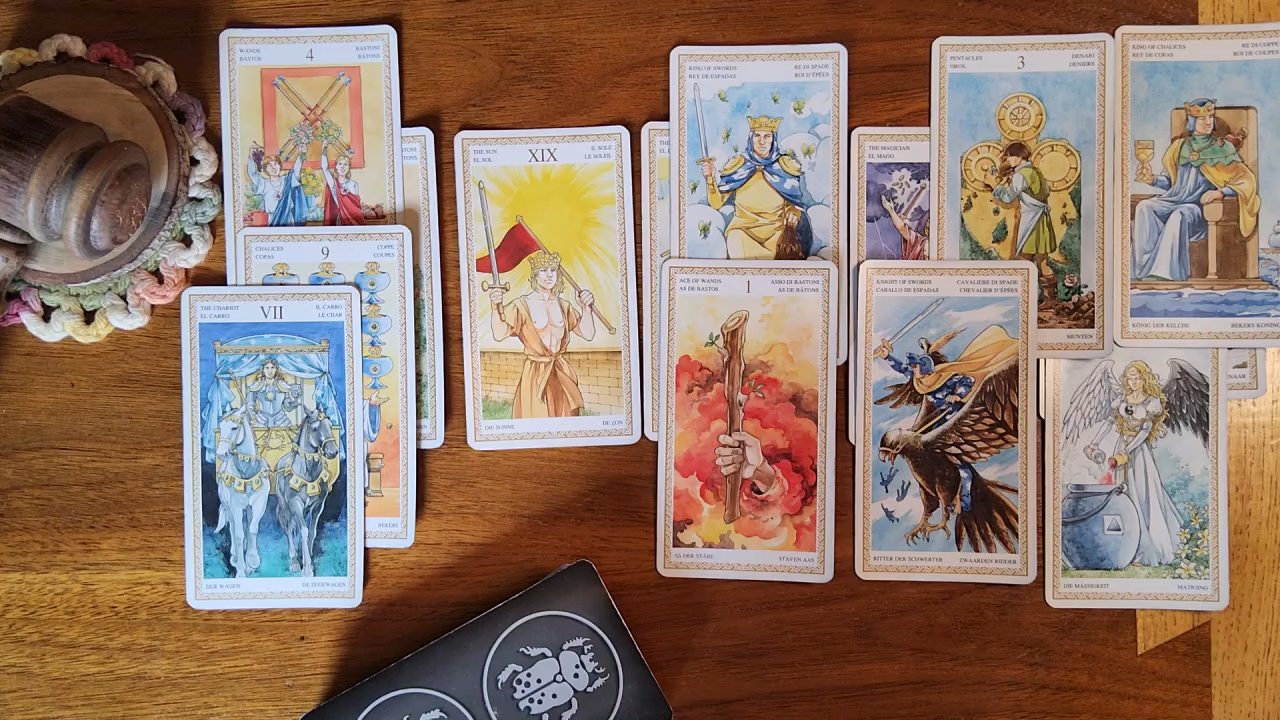 WANDS
BASTOS
4
BASTONI
BÂTONS
TONI
TONS
CHALICES
COPAS
9
COPPE
COUPES
BEKERS
THE CHARIOT
EL CARRO
VII
IL CARRO
LE CHAR
DER WAGEN
DE ZEGEWAGEN
THE SUN
EL SOL
XIX
IL SOLE
LE SOLEIL
DIE SONNE
DE ZON
KING OF SWORDS
REY DE ESPADAS
RE DI SPADE
ROI D'ÉPÉES
ACE OF WANDS
AS DE BASTOS
1
ASSO DI BASTONI
AS DE BÂTONS
AS DER STÄBE
STAVEN AAS
THE MAGICIAN
EL MAGO
KNIGHT OF SWORDS
CABALLO DE ESPADAS
CAVALIERE DI SPADE
CHEVALIER D'ÉPÉES
RITTER DER SCHWERTER
ZWAARDEN RIDDER
PENTACLES
OROS
3
DENARI
DENIERS
MUNTEN
KING OF CHALICES
REY DE COPAS
RE DI COPPE
ROI DE COUPES
KÖNIG DER KELCHE
BEKERS KONING
DIE MÄSSIGKEIT
MATIGING